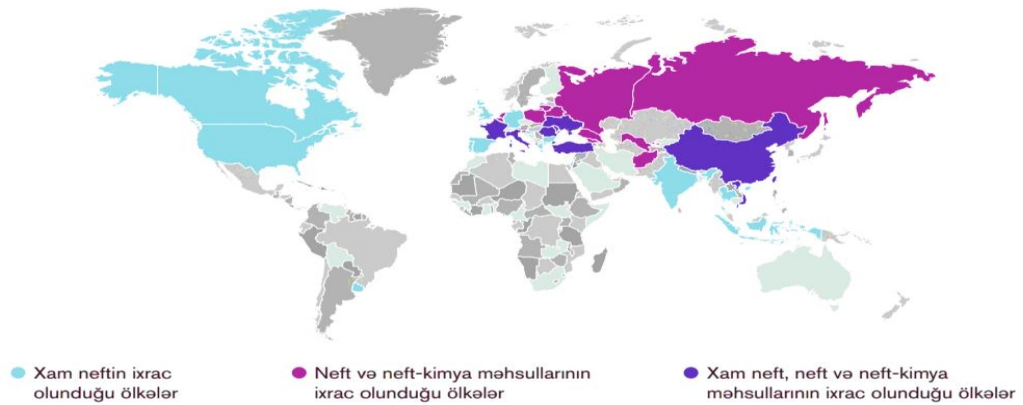 Xam neftin ixrac
olunduğu ölkələr
Neft və neft-kimya məhsullarının
ixrac olunduğu ölkələr
Xam neft, neft və neft-kimya
məhsullarının ixrac olunduğu ölkələr